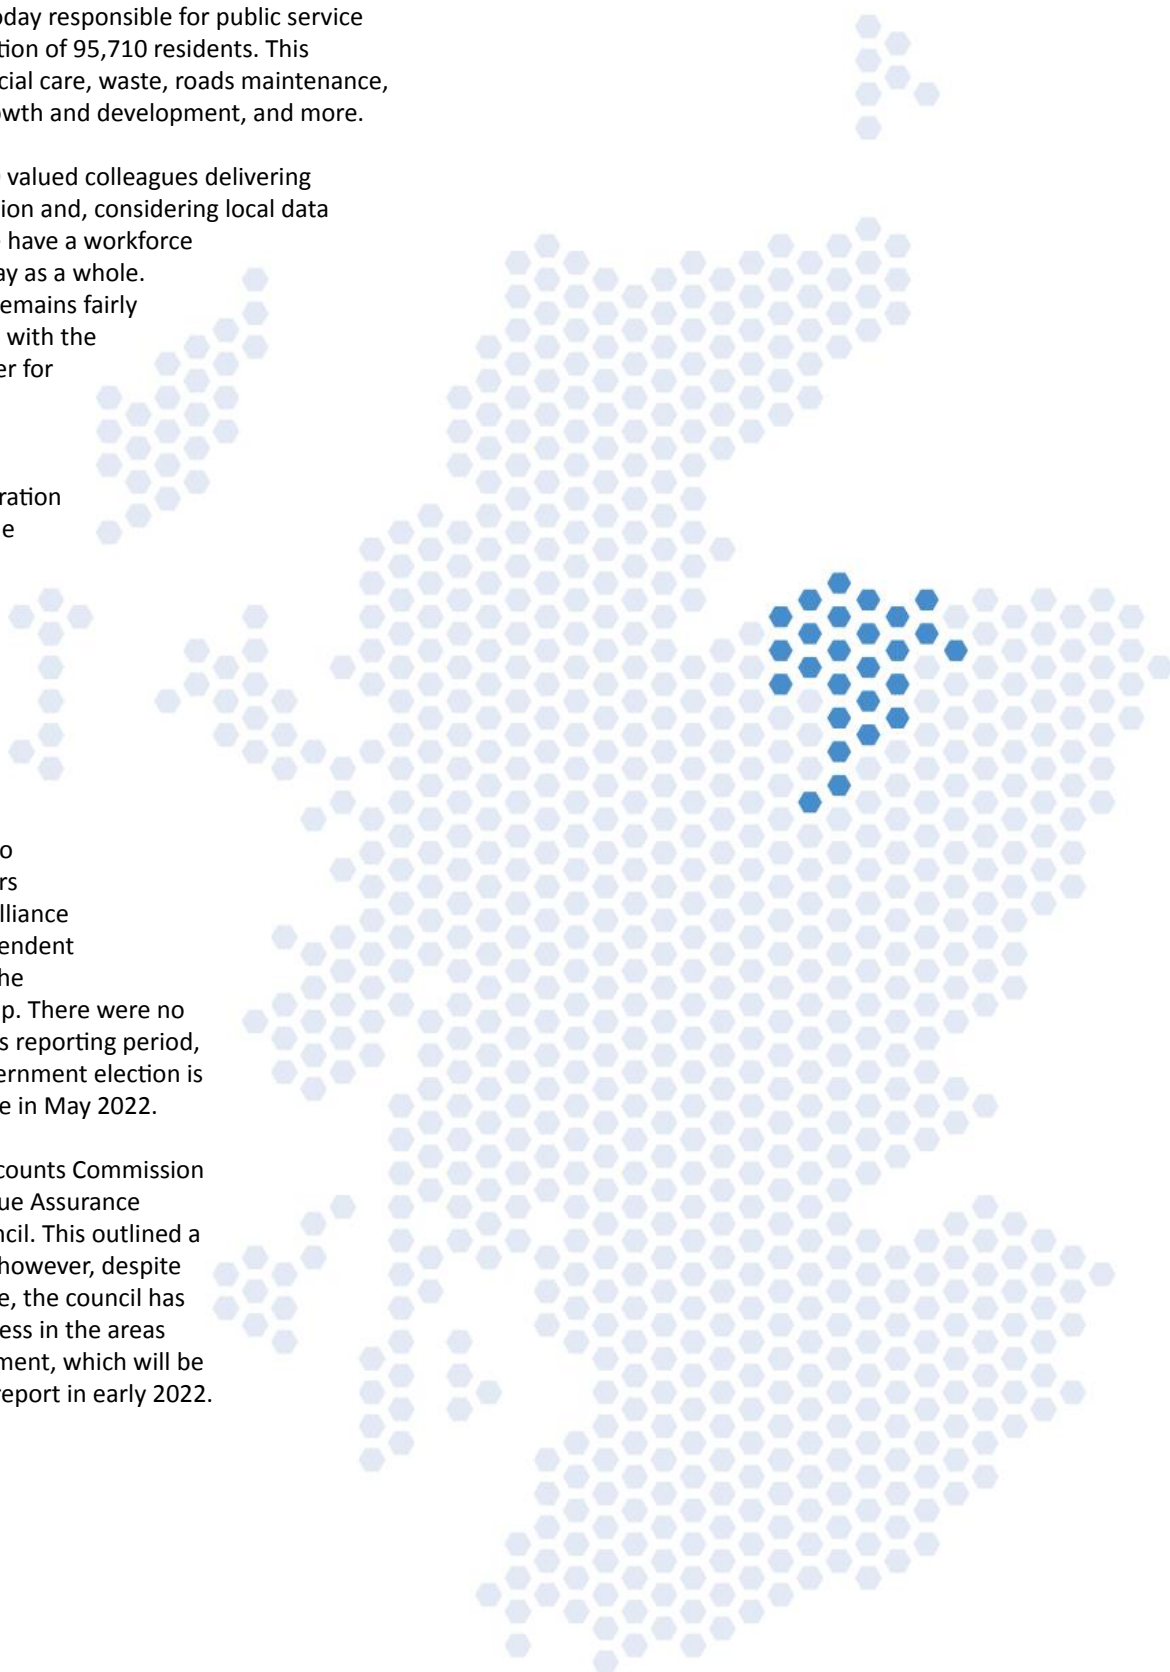 oday responsible for public service
tion of 95,710 residents. This
cial care, waste, roads maintenance,
owth and development, and more.
valued colleagues delivering
ion and, considering local data
have a workforce
ay as a whole.
remains fairly
with the
er for
ration
e
o
rs
lliance
endent
he
p. There were no
s reporting period,
ernment election is
e in May 2022.
counts Commission
ue Assurance
ncil. This outlined a
however, despite
e, the council has
ess in the areas
ment, which will be
report in early 2022.